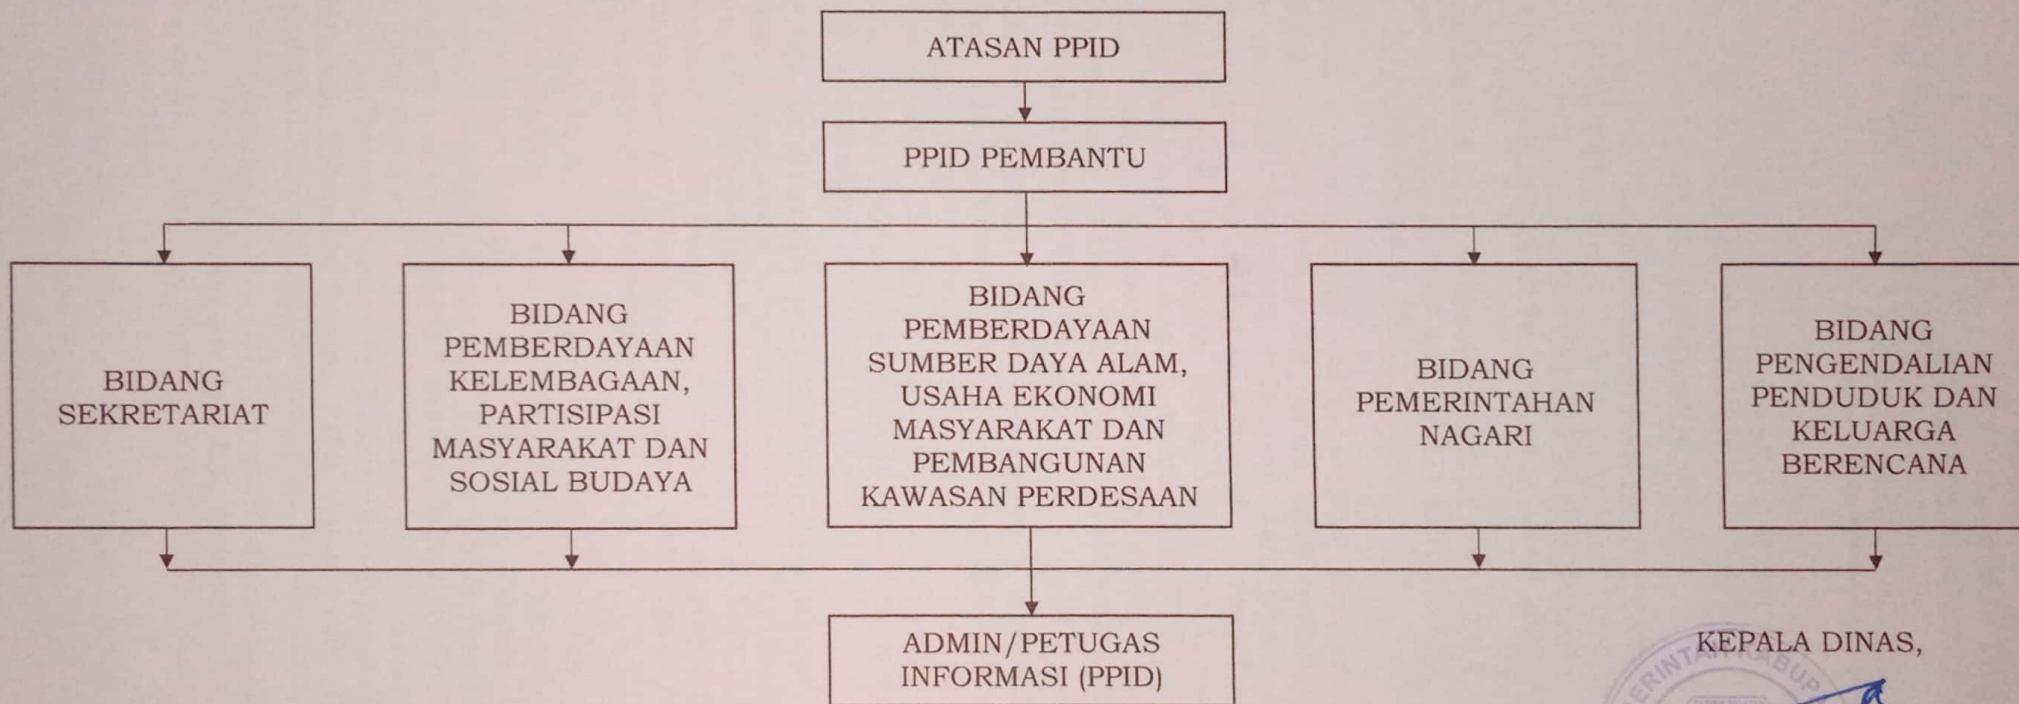 ATASAN PPID
PPID PEMBANTU
BIDANG
SEKRETARIAT
BIDANG
PEMBERDAYAAN
KELEMBAGAAN,
PARTISIPASI
MASYARAKAT DAN
SOSIAL BUDAYA
BIDANG
PEMBERDAYAAN
SUMBER DAYA ALAM,
USAHA EKONOMI
MASYARAKAT DAN
PEMBANGUNAN
KAWASAN PERDESAAN
BIDANG
PEMERINTAHAN
NAGARI
BIDANG
PENGENDALIAN
PENDUDUK DAN
KELUARGA
BERENCANA
ADMIN/PETUGAS
INFORMASI (PPID)
KEPALA DINAS,